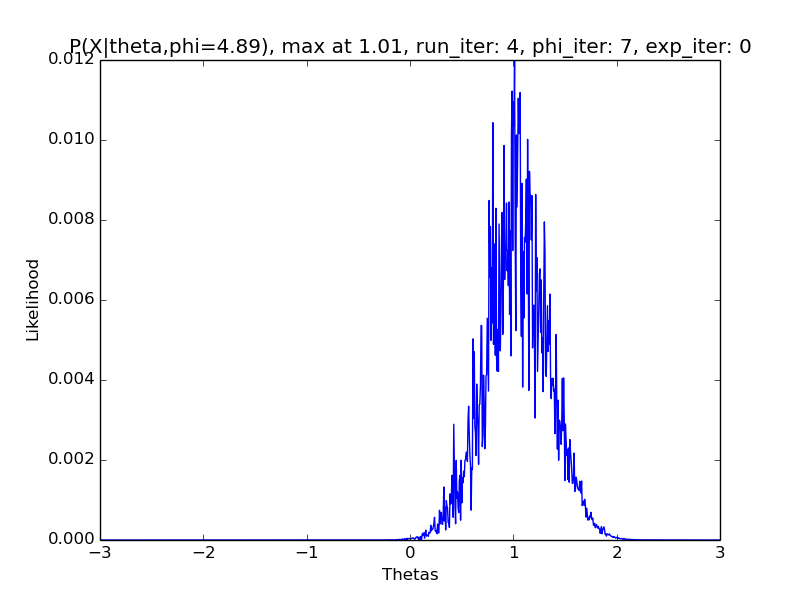 P(X|theta,phi=4.89), max at 1.01, run_iter: 4, phi_iter: 7, exp_iter: 0
0.012
0.010
0.008
0.006
0.004
0.002
0.000
Likelihood
−3 −2 −1 0 1 2 3
Thetas